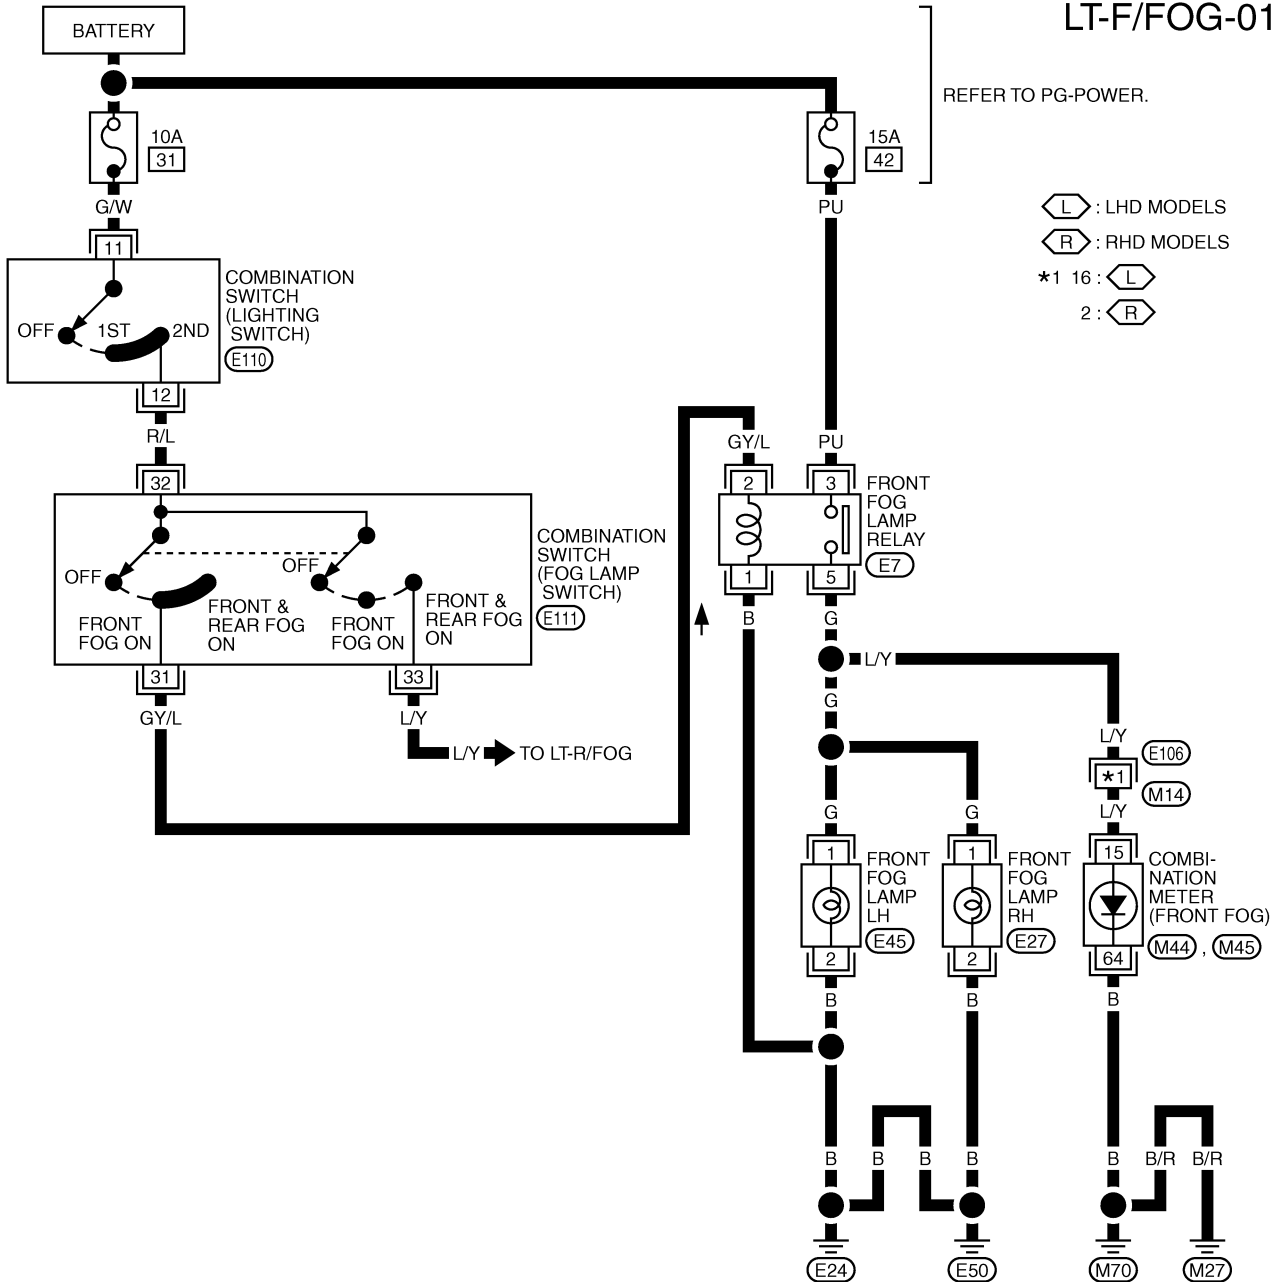 LT-F/FOG-01
BATTERY
REFER TO PG-POWER.
10A
31
15A
42
G/W
PU
L : LHD MODELS
R : RHD MODELS
*1 16 : L
2 : R
11
COMBINATION
SWITCH
(LIGHTING
SWITCH)
E110
OFF
1ST
2ND
12
R/L
GY/L
PU
32
2
3
FRONT
FOG
LAMP
RELAY
E7
COMBINATION
SWITCH
(FOG LAMP
SWITCH)
E111
OFF
OFF
FRONT
FOG ON
FRONT &
REAR FOG
ON
FRONT
FOG ON
FRONT &
REAR FOG
ON
1
5
B
G
L/Y
G
31
33
GY/L
L/Y
L/Y
TO LT-R/FOG
L/Y
E106
*1
M14
G
G
L/Y
1
FRONT
FOG
LAMP
LH
E45
2
1
FRONT
FOG
LAMP
RH
E27
2
15
COMBI-
NATION
METER
(FRONT FOG)
M44 , M45
64
B
B
B
B
B
B
B
B
B/R
B/R
E24
E50
M70
M27